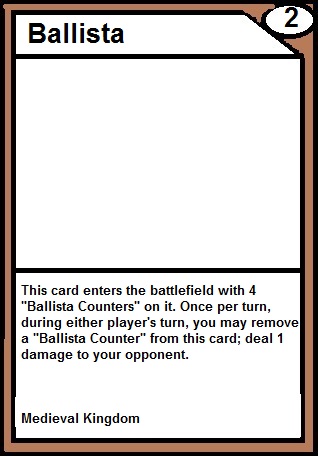 Ballista
2
This card enters the battlefield with 4
"Ballista Counters" on it. Once per turn,
during either player's turn, you may remove
a "Ballista Counter" from this card; deal 1
damage to your opponent.
Medieval Kingdom